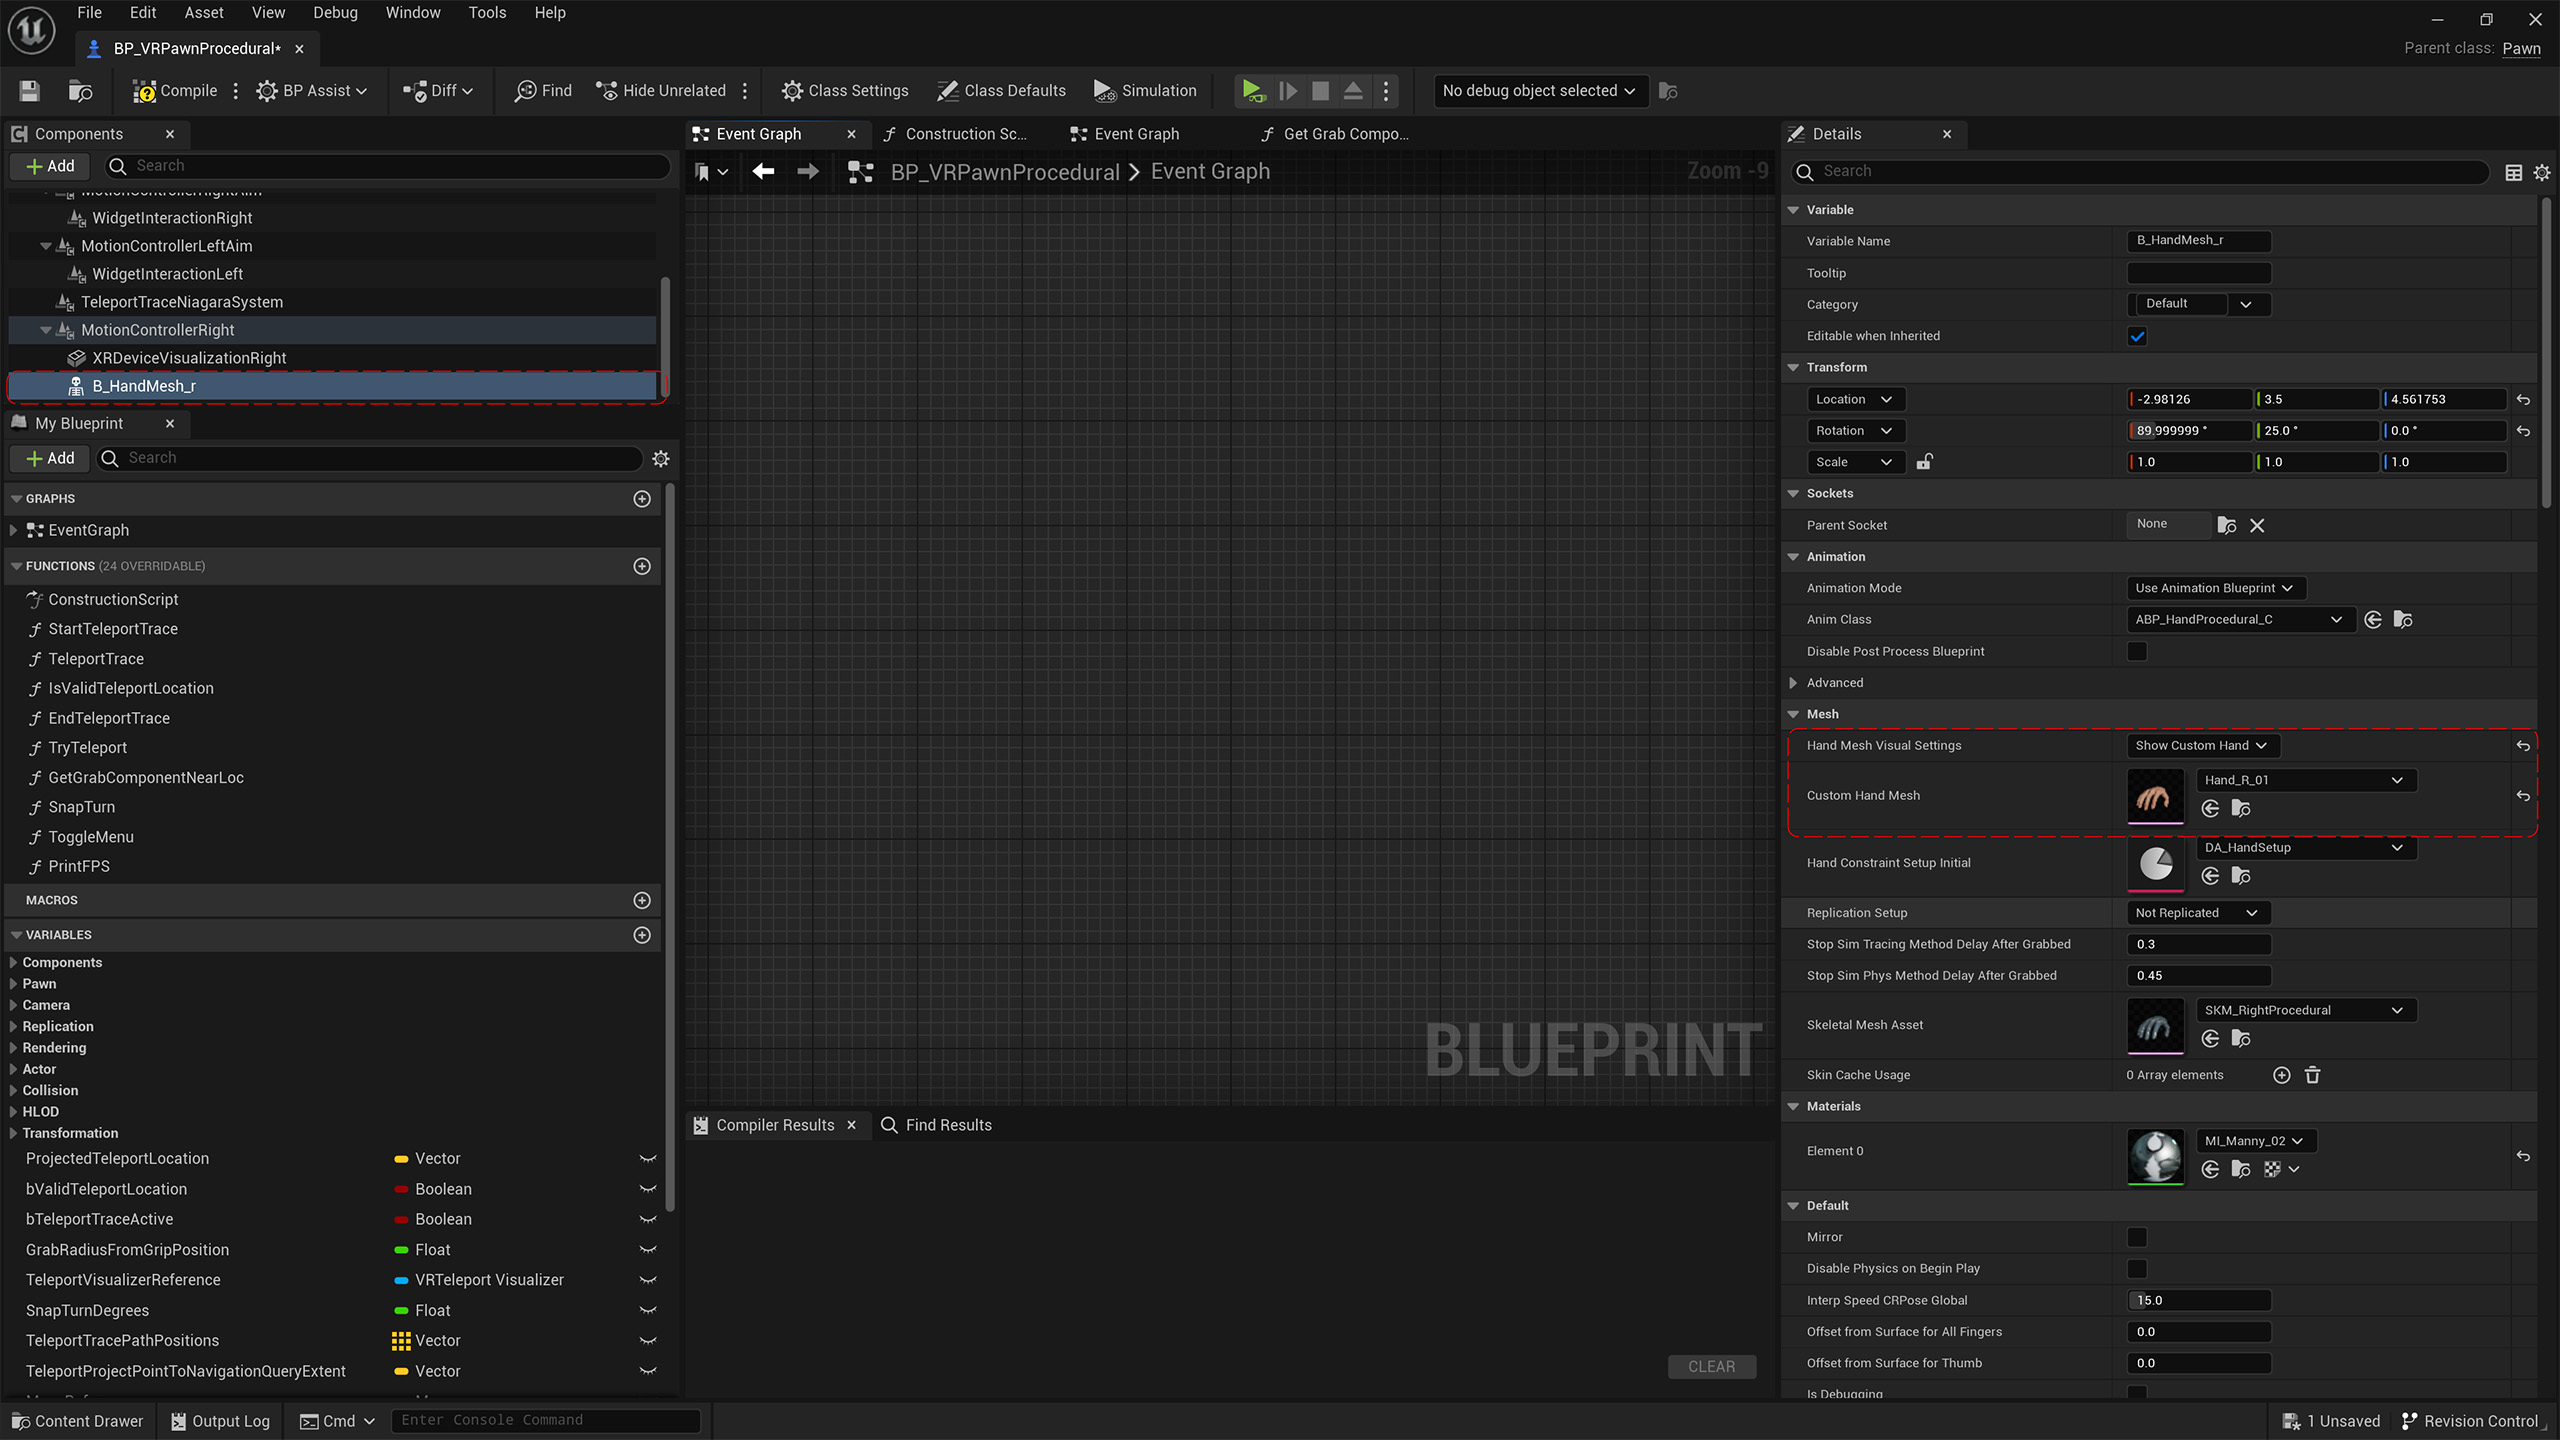 File Edit Asset View Debug Window Tools Help
BP_VRPawnProcedural*
Parent class: Pawn
Compile BP Assist Diff Find Hide Unrelated Class Settings Class Defaults Simulation No debug object selected
Components
Add Search
MotionControllerRightAim
WidgetInteractionRight
MotionControllerLeftAim
WidgetInteractionLeft
TeleportTraceNiagaraSystem
MotionControllerRight
XRDeviceVisualizationRight
B_HandMesh_r
My Blueprint
Add Search
GRAPHS
EventGraph
FUNCTIONS (24 OVERRIDABLE)
ConstructionScript
StartTeleportTrace
TeleportTrace
IsValidTeleportLocation
EndTeleportTrace
TryTeleport
GetGrabComponentNearLoc
SnapTurn
ToggleMenu
PrintFPS
MACROS
VARIABLES
Components
Pawn
Camera
Replication
Rendering
Actor
Collision
HLOD
Transformation
ProjectedTeleportLocation Vector
bValidTeleportLocation Boolean
bTeleportTraceActive Boolean
GrabRadiusFromGripPosition Float
TeleportVisualizerReference VRTeleport Visualizer
SnapTurnDegrees Float
TeleportTracePathPositions Vector
TeleportProjectPointToNavigationQueryExtent Vector
Event Graph Construction Sc... Event Graph Get Grab Compo...
BP_VRPawnProcedural > Event Graph
Zoom -9
BLUEPRINT
Compiler Results Find Results
CLEAR
Details
Search
Variable
Variable Name B_HandMesh_r
Tooltip
Category Default
Editable when Inherited
Transform
Location -2.98126 3.5 4.561753
Rotation 89.999999 ° 25.0 ° 0.0 °
Scale 1.0 1.0 1.0
Sockets
Parent Socket None
Animation
Animation Mode Use Animation Blueprint
Anim Class ABP_HandProcedural_C
Disable Post Process Blueprint
Advanced
Mesh
Hand Mesh Visual Settings Show Custom Hand
Custom Hand Mesh Hand_R_01
Hand Constraint Setup Initial DA_HandSetup
Replication Setup Not Replicated
Stop Sim Tracing Method Delay After Grabbed 0.3
Stop Sim Phys Method Delay After Grabbed 0.45
Skeletal Mesh Asset SKM_RightProcedural
Skin Cache Usage 0 Array elements
Materials
Element 0 MI_Manny_02
Default
Mirror
Disable Physics on Begin Play
Interp Speed CRPose Global 15.0
Offset from Surface for All Fingers 0.0
Offset from Surface for Thumb 0.0
Is Debugging
Content Drawer Output Log Cmd Enter Console Command
1 Unsaved Revision Control